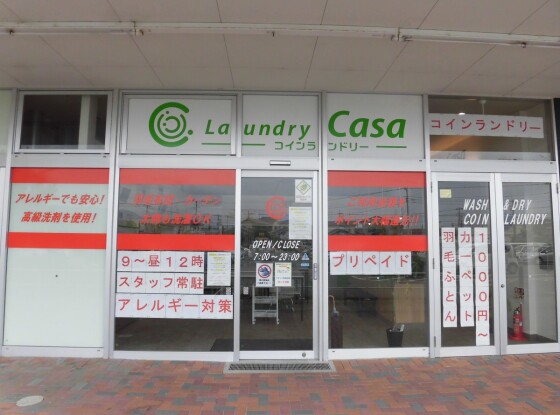 Laundry Casa
コインランドリー
コインランドリー
アレルギーでも安心！
高級洗剤を使用！
OPEN/CLOSE
7:00~23:00
WASH & DRY
COIN LAUNDRY
9～昼12時
スタッフ常駐
アレルギー対策
プリペイド
1000円～
カーペット
羽毛ふとん